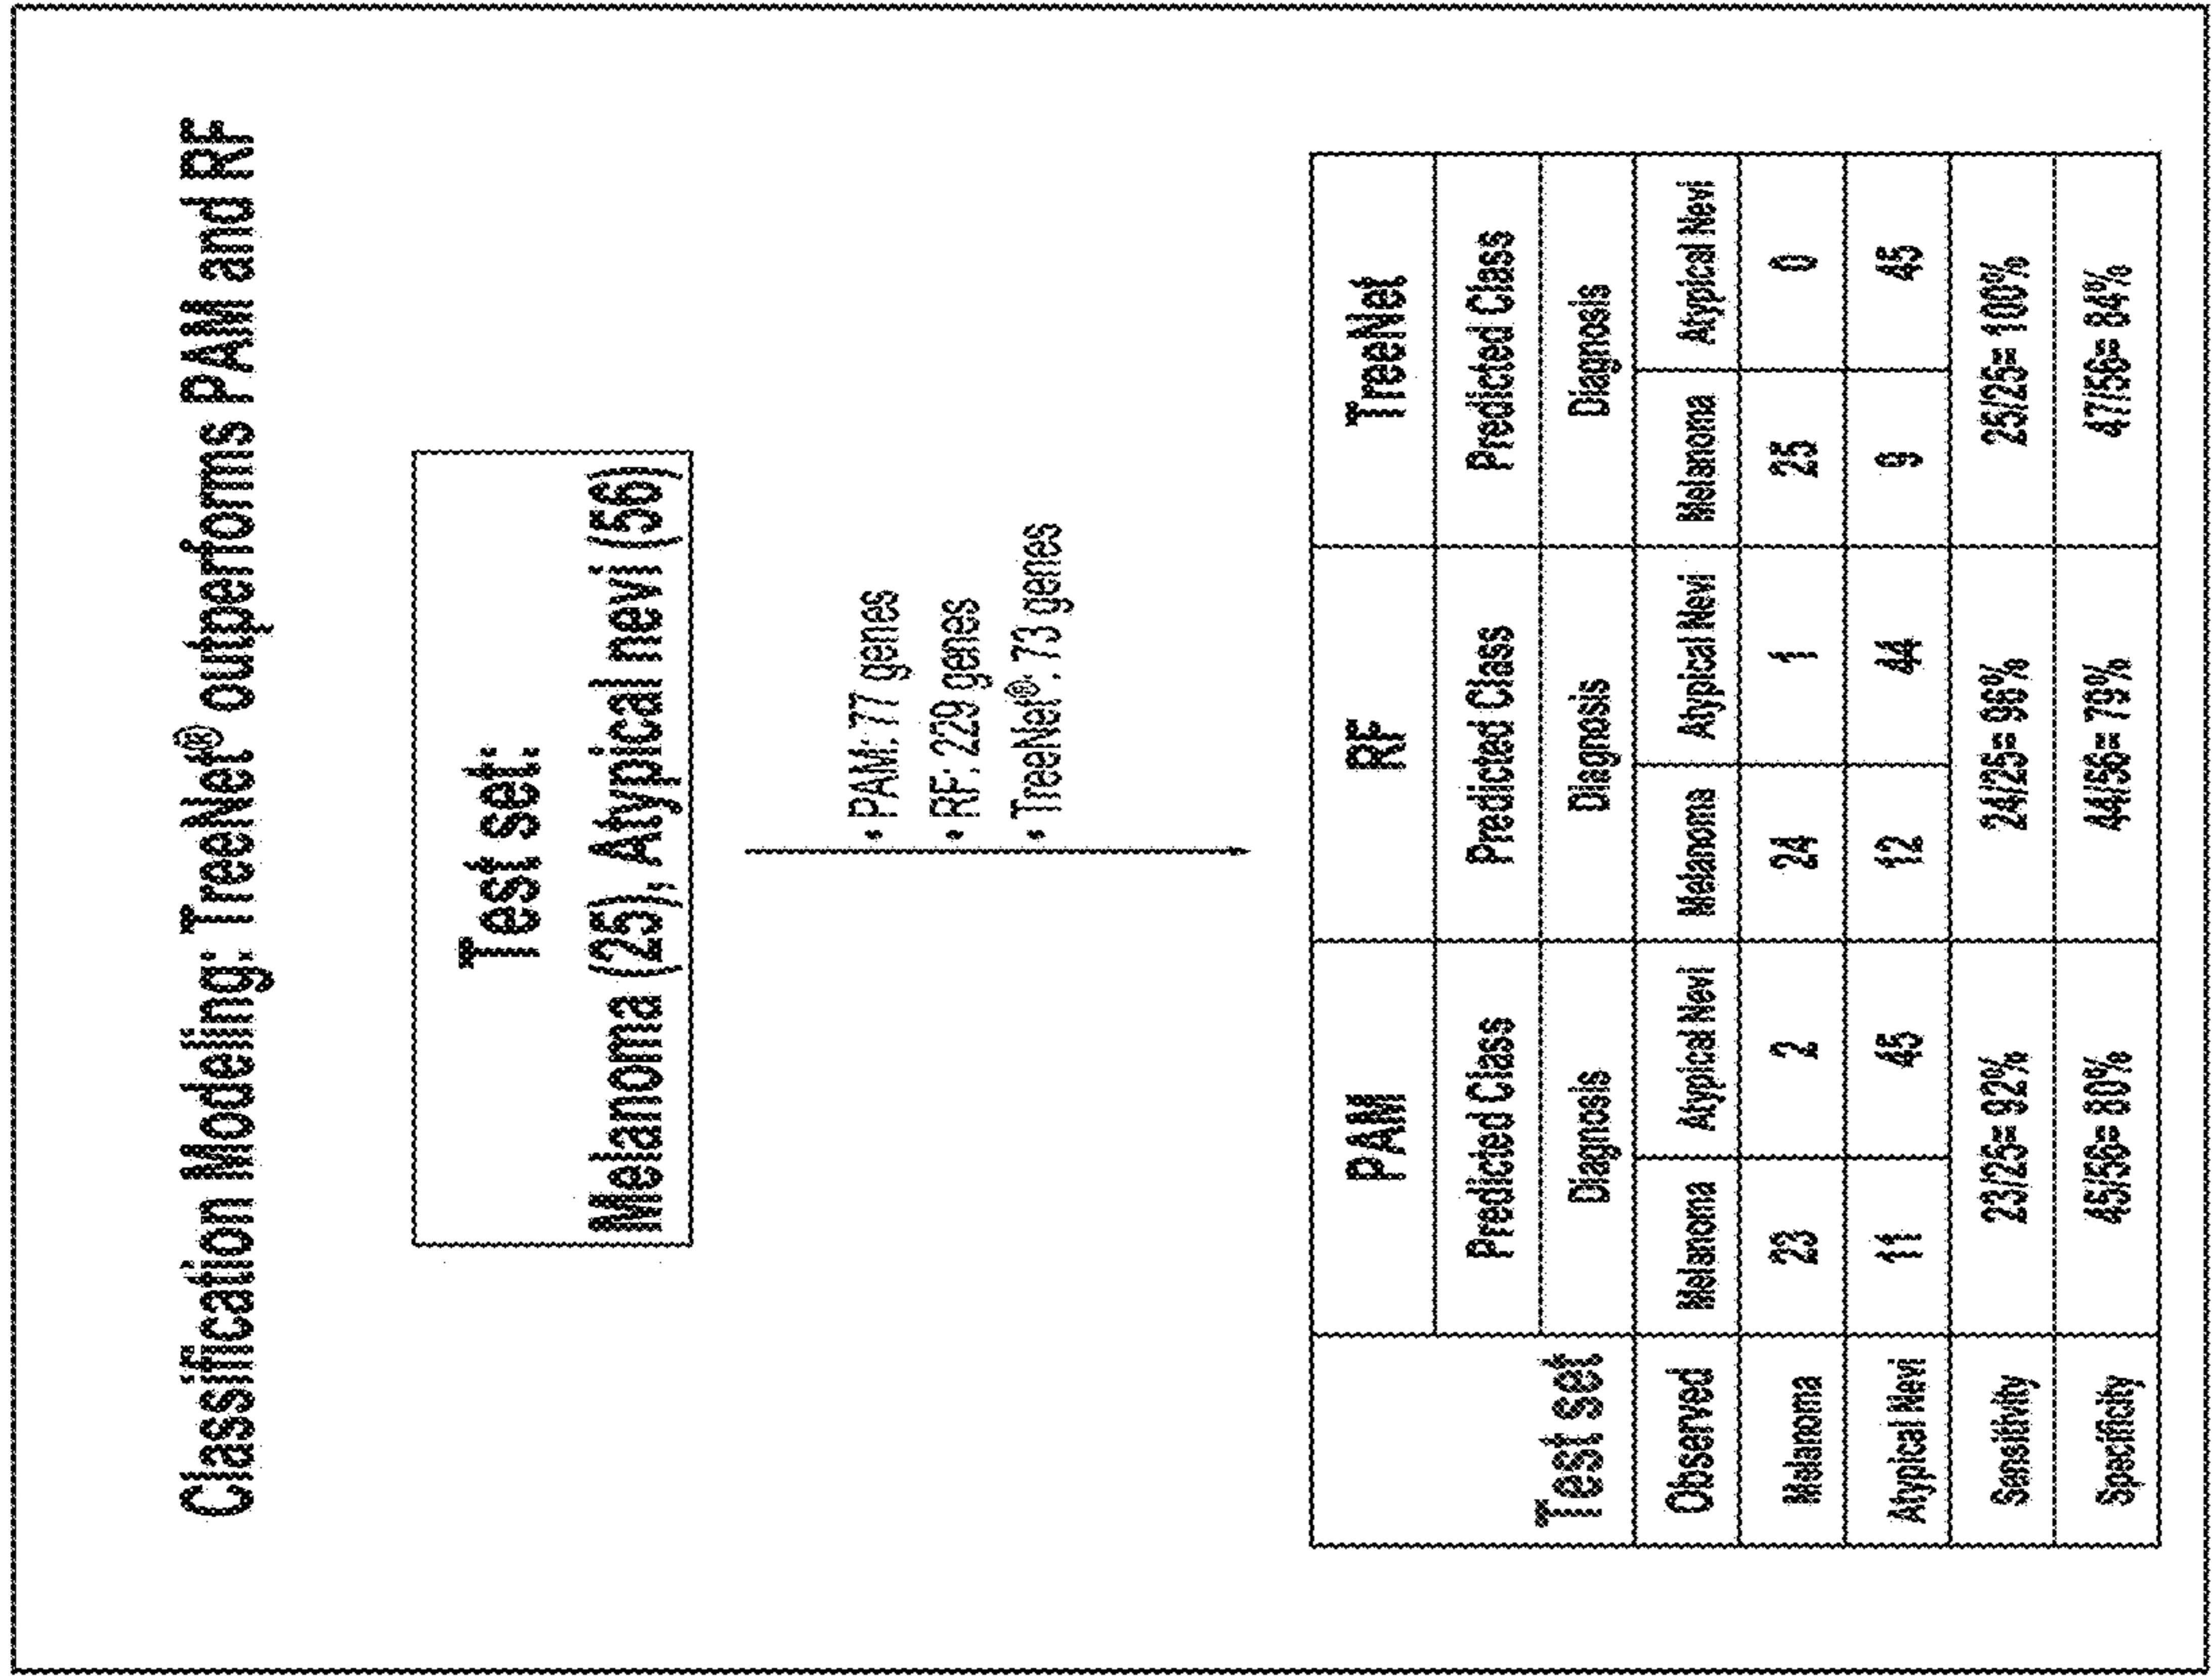 Classification Modeling: TreeNet® outperforms PAM and RF
Test set:
Melanoma (25), Atypical nevi (56)
• PAM: 77 genes
• RF: 229 genes
• TreeNet®: 73 genes
PAM RF TreeNet
Predicted Class Predicted Class Predicted Class
Test set Diagnosis Diagnosis Diagnosis
Observed Melanoma Atypical Nevi Melanoma Atypical Nevi Melanoma Atypical Nevi
Melanoma 23 2 24 1 25 0
Atypical Nevi 11 45 12 44 9 45
Sensitivity 23/25= 92% 24/25= 96% 25/25= 100%
Specificity 45/56= 80% 44/56= 79% 47/56= 84%